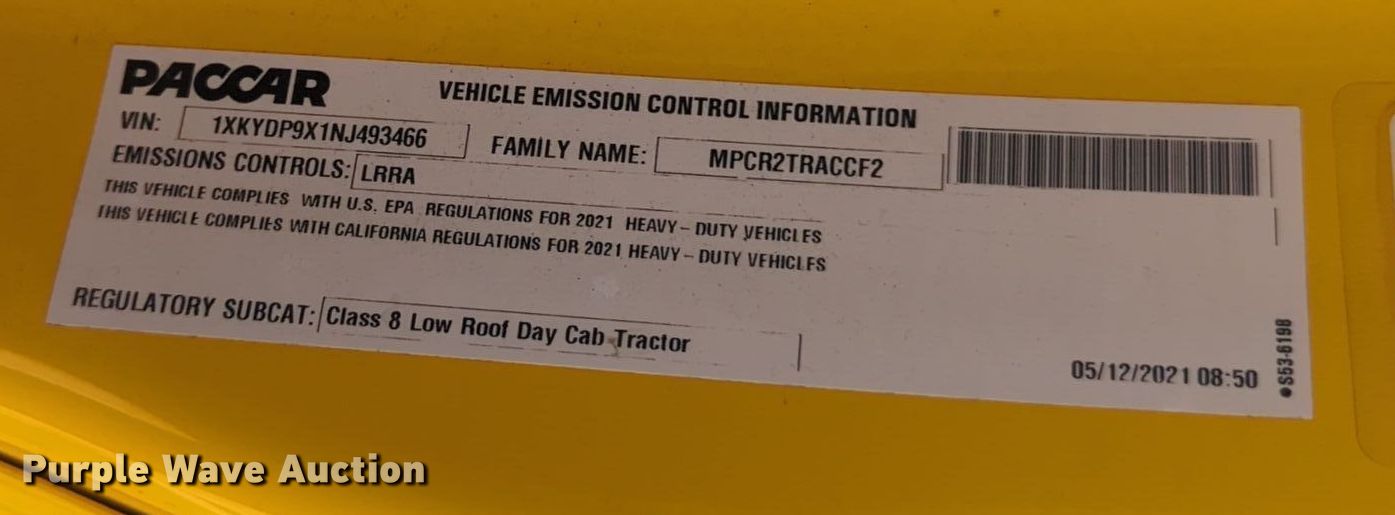 PACCAR
VEHICLE EMISSION CONTROL INFORMATION
VIN: 1XKYDP9X1NJ493466 FAMILY NAME: MPCR2TRACCF2
EMISSIONS CONTROLS: LRRA
THIS VEHICLE COMPLIES WITH U.S. EPA REGULATIONS FOR 2021 HEAVY-DUTY VEHICLES
THIS VEHICLE COMPLIES WITH CALIFORNIA REGULATIONS FOR 2021 HEAVY-DUTY VEHICLES
REGULATORY SUBCAT: Class 8 Low Roof Day Cab Tractor
05/12/2021 08:50
●S53-6198
Purple Wave Auction